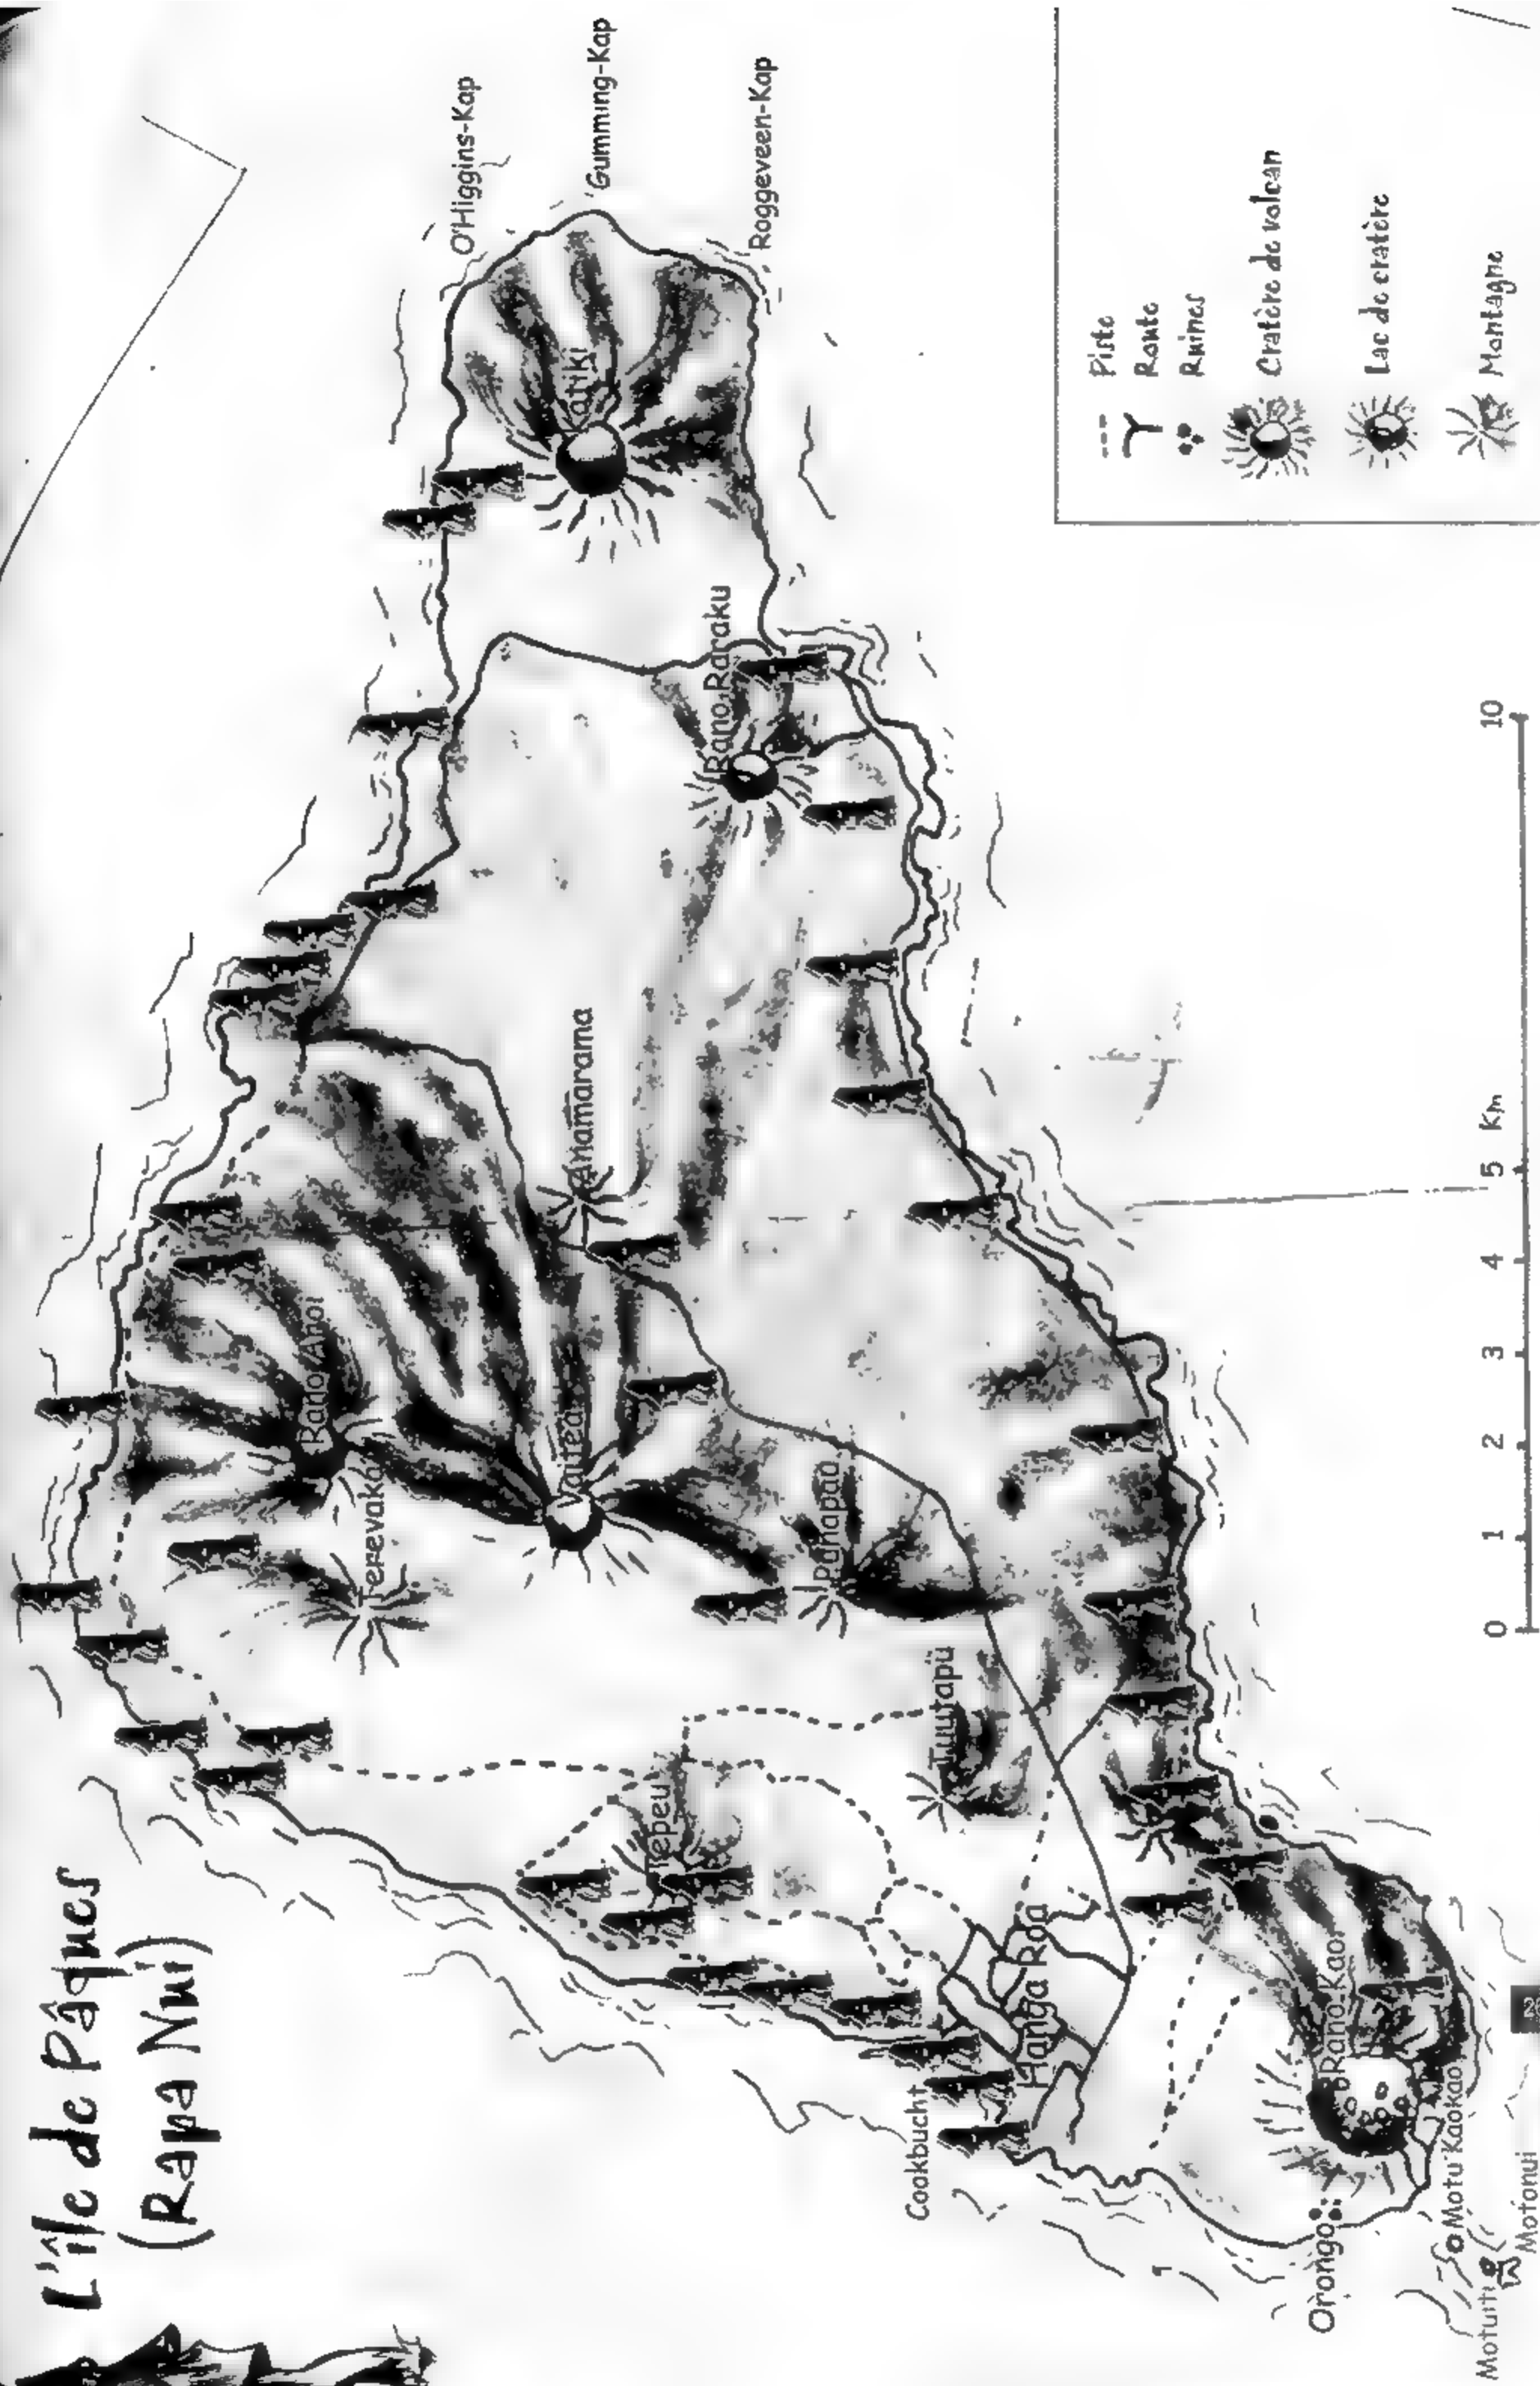 L'île de Pâques
(Rapa Nui)
O'Higgins-Kap
Gumming-Kap
Roggeveen-Kap
Katiki
Rano Raraku
Anamarama
Rano Aroi
Terevaka
Vaitea
Ipuhapao
Tuutapu
Tepeu
Hanga Roa
Cookbucht
Rano Kao
Orongo
Motu Kaokao
Motuiti
Motonui
Piste
Route
Ruines
Cratère de volcan
Lac de cratère
Montagne
0 1 2 3 4 5 Km 10